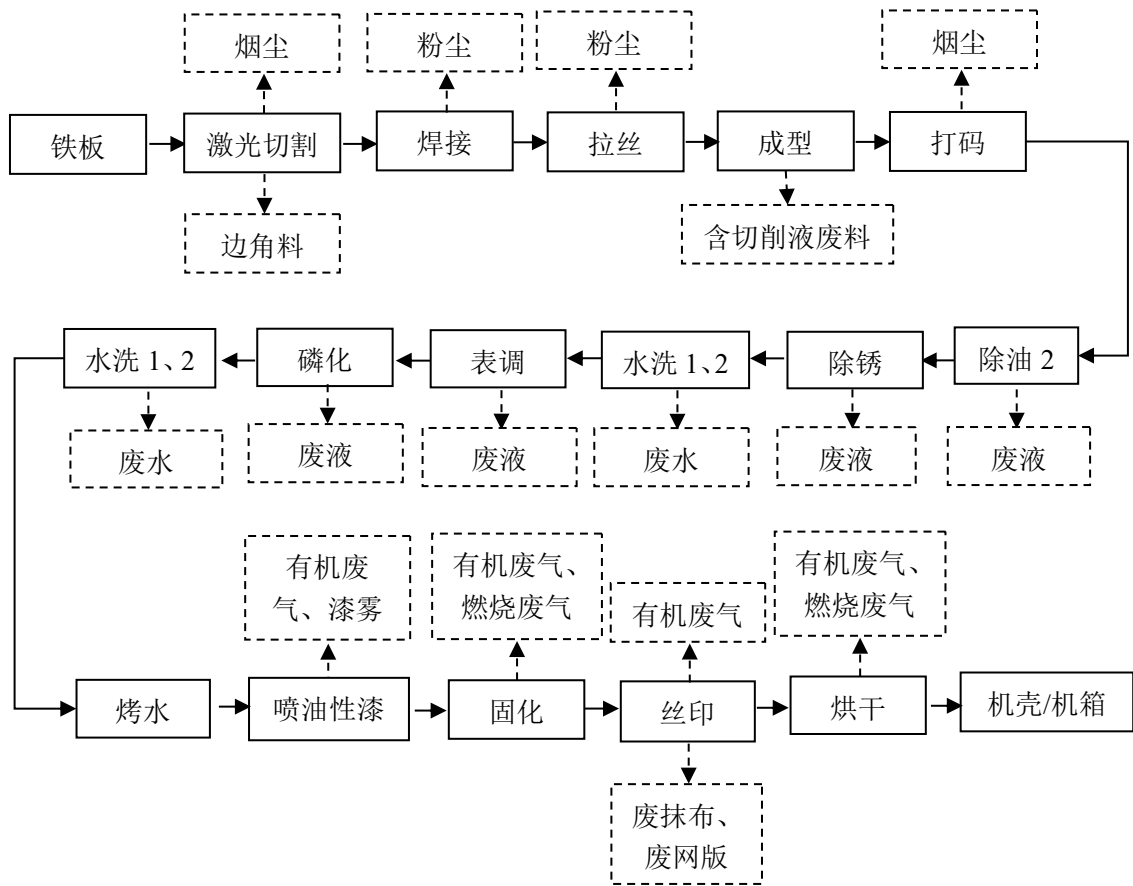 烟尘
粉尘
粉尘
烟尘
铁板
激光切割
焊接
拉丝
成型
打码
边角料
含切削液废料
水洗 1、2
磷化
表调
水洗 1、2
除锈
除油 2
废水
废液
废液
废水
废液
废液
有机废
气、漆雾
有机废气、
燃烧废气
有机废气
有机废气、
燃烧废气
烤水
喷油性漆
固化
丝印
烘干
机壳/机箱
废抹布、
废网版